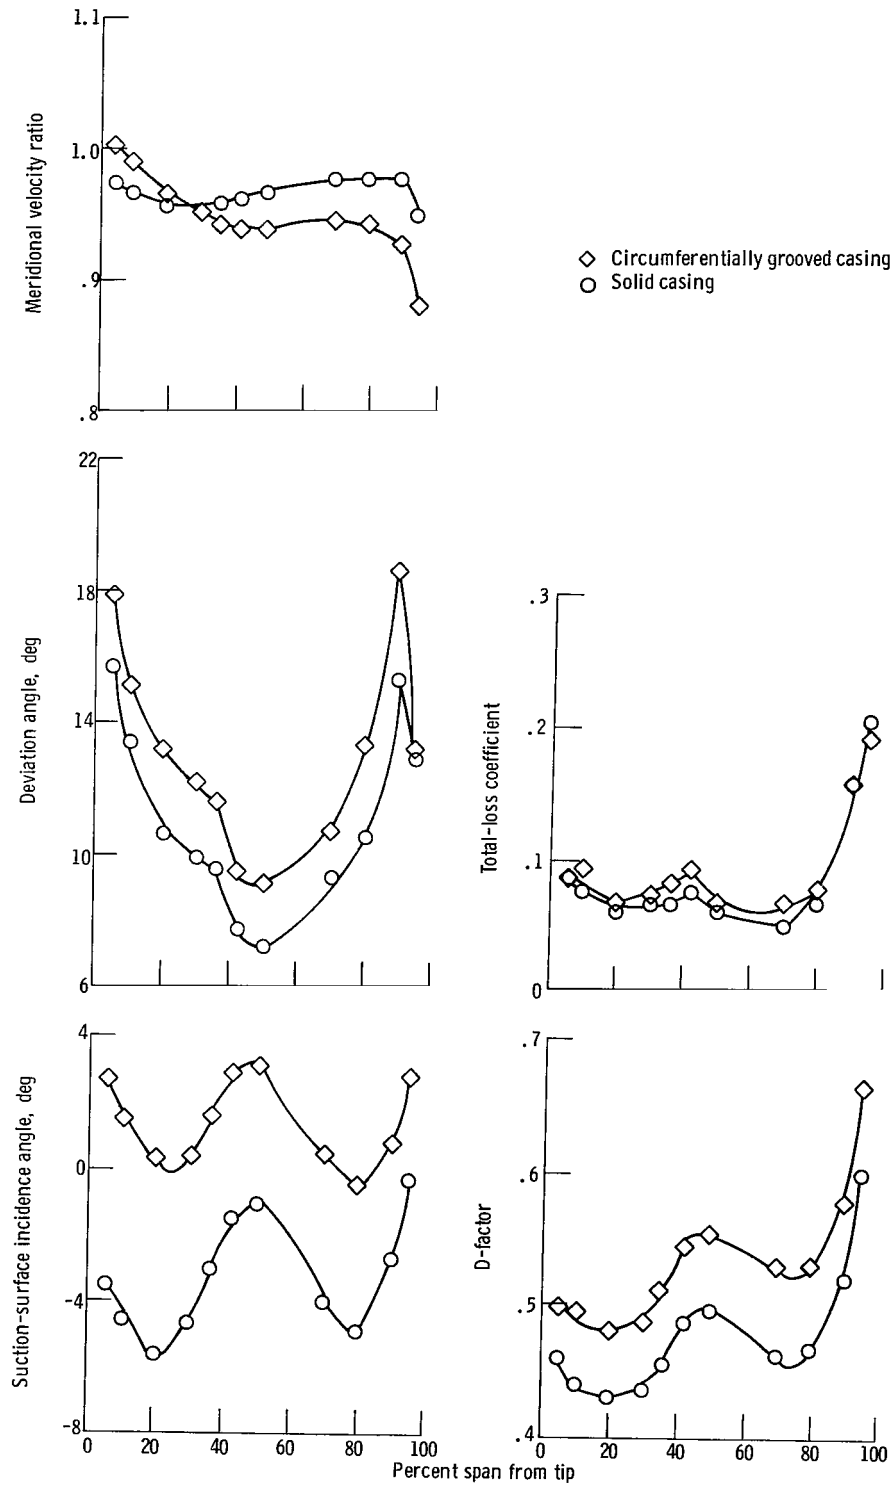 1.1
1.0
.9
.8
Meridional velocity ratio
Circumferentially grooved casing
Solid casing
22
18
14
10
6
Deviation angle, deg
.3
.2
.1
0
Total-loss coefficient
4
0
-4
-8
Suction-surface incidence angle, deg
0 20 40 60 80 100
.7
.6
.5
.4
D-factor
0 20 40 60 80 100
Percent span from tip